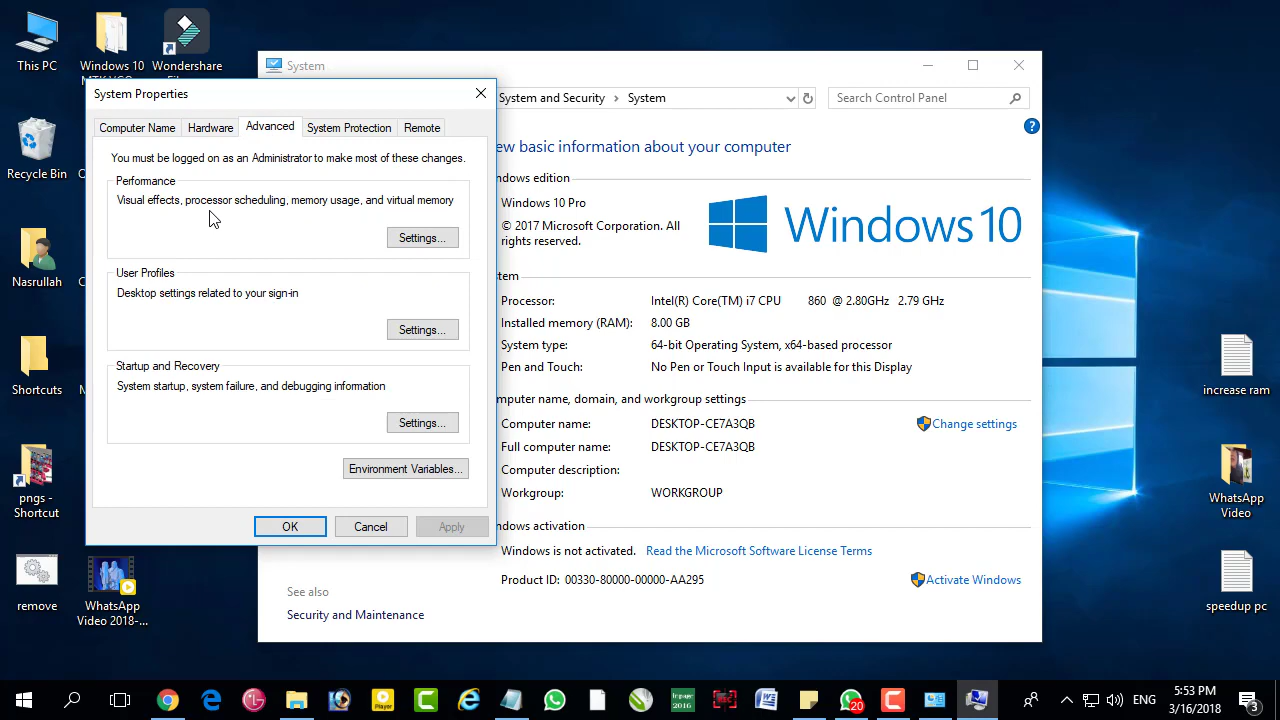 This PC
Windows 10
Wondershare
Recycle Bin
Nasrullah
Shortcuts
pngs -
Shortcut
remove
WhatsApp
Video 2018-...
System
System and Security
System
Search Control Panel
ew basic information about your computer
ndows edition
Windows 10 Pro
© 2017 Microsoft Corporation. All
rights reserved.
Windows 10
tem
Processor: Intel(R) Core(TM) i7 CPU 860 @ 2.80GHz 2.79 GHz
Installed memory (RAM): 8.00 GB
System type: 64-bit Operating System, x64-based processor
Pen and Touch: No Pen or Touch Input is available for this Display
mputer name, domain, and workgroup settings
Computer name: DESKTOP-CE7A3QB
Change settings
Full computer name: DESKTOP-CE7A3QB
Computer description:
Workgroup: WORKGROUP
ndows activation
Windows is not activated. Read the Microsoft Software License Terms
Product ID: 00330-80000-00000-AA295
Activate Windows
See also
Security and Maintenance
System Properties
Computer Name
Hardware
Advanced
System Protection
Remote
You must be logged on as an Administrator to make most of these changes.
Performance
Visual effects, processor scheduling, memory usage, and virtual memory
Settings...
User Profiles
Desktop settings related to your sign-in
Settings...
Startup and Recovery
System startup, system failure, and debugging information
Settings...
Environment Variables...
OK
Cancel
Apply
increase ram
WhatsApp
Video
speedup pc
Player
2016
20
ENG
5:53 PM
3/16/2018
3